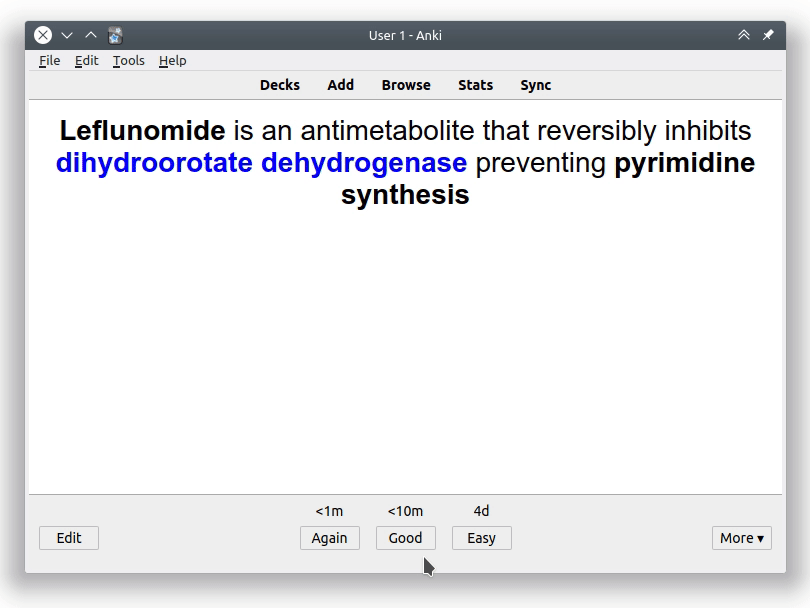 User 1 - Anki
File Edit Tools Help
Decks Add Browse Stats Sync
Leflunomide is an antimetabolite that reversibly inhibits
dihydroorotate dehydrogenase preventing pyrimidine
synthesis
<1m <10m 4d
Edit Again Good Easy More ▾